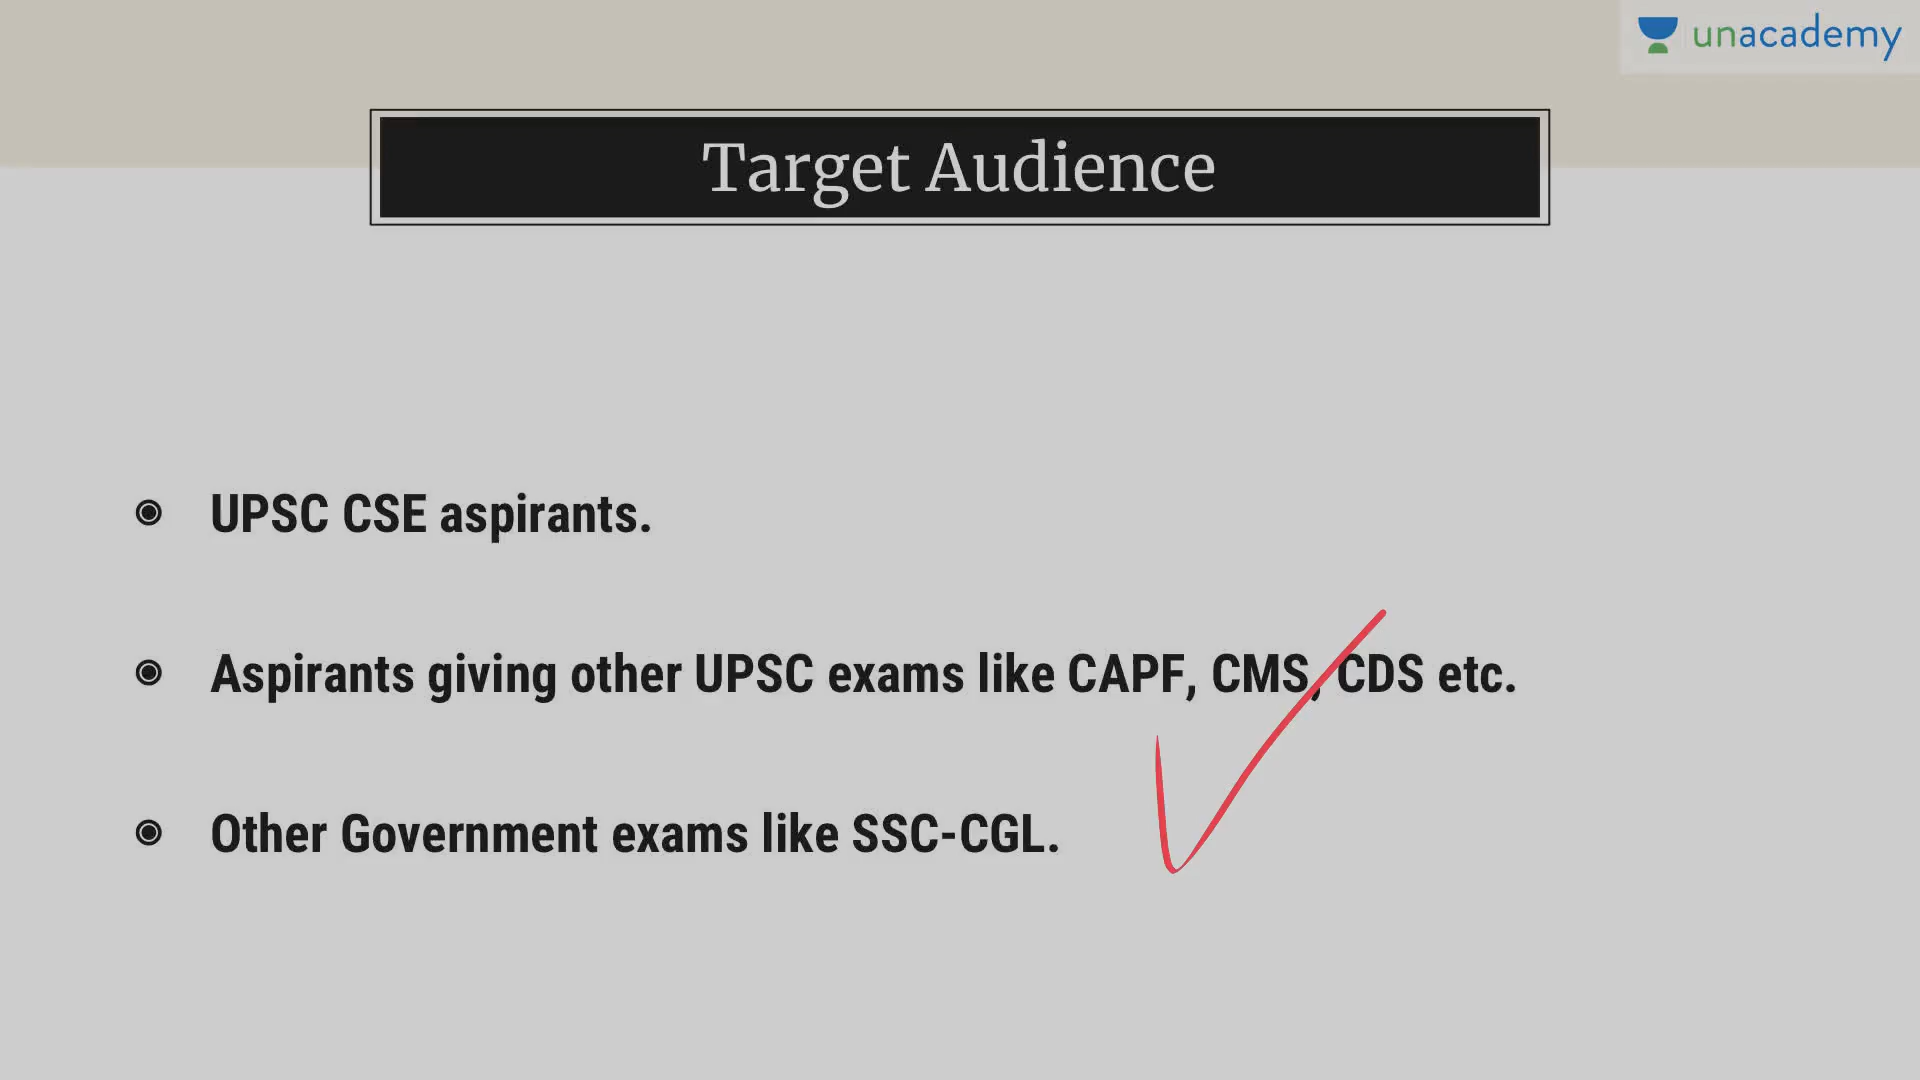 unacademy
Target Audience
UPSC CSE aspirants.
Aspirants giving other UPSC exams like CAPF, CMS, CDS etc.
Other Government exams like SSC-CGL.